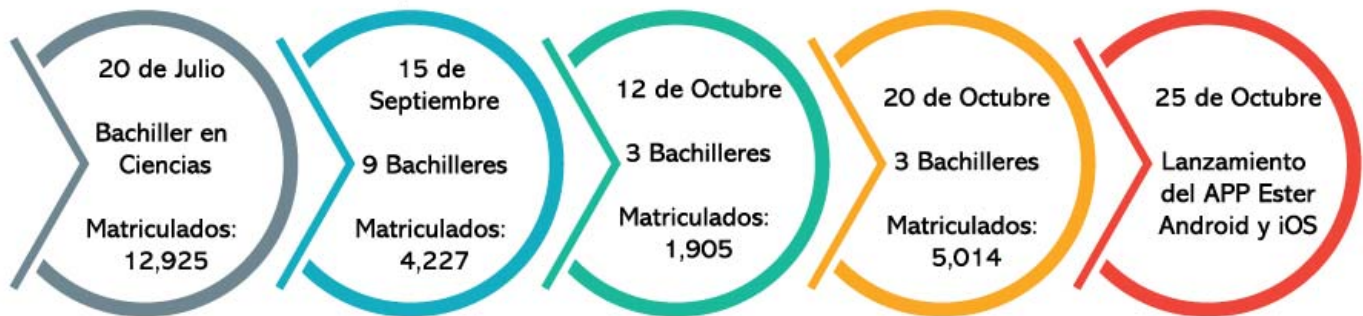 20 de Julio
Bachiller en
Ciencias
Matriculados:
12,925
15 de
Septiembre
9 Bachilleres
Matriculados:
4,227
12 de Octubre
3 Bachilleres
Matriculados:
1,905
20 de Octubre
3 Bachilleres
Matriculados:
5,014
25 de Octubre
Lanzamiento
del APP Ester
Android y iOS